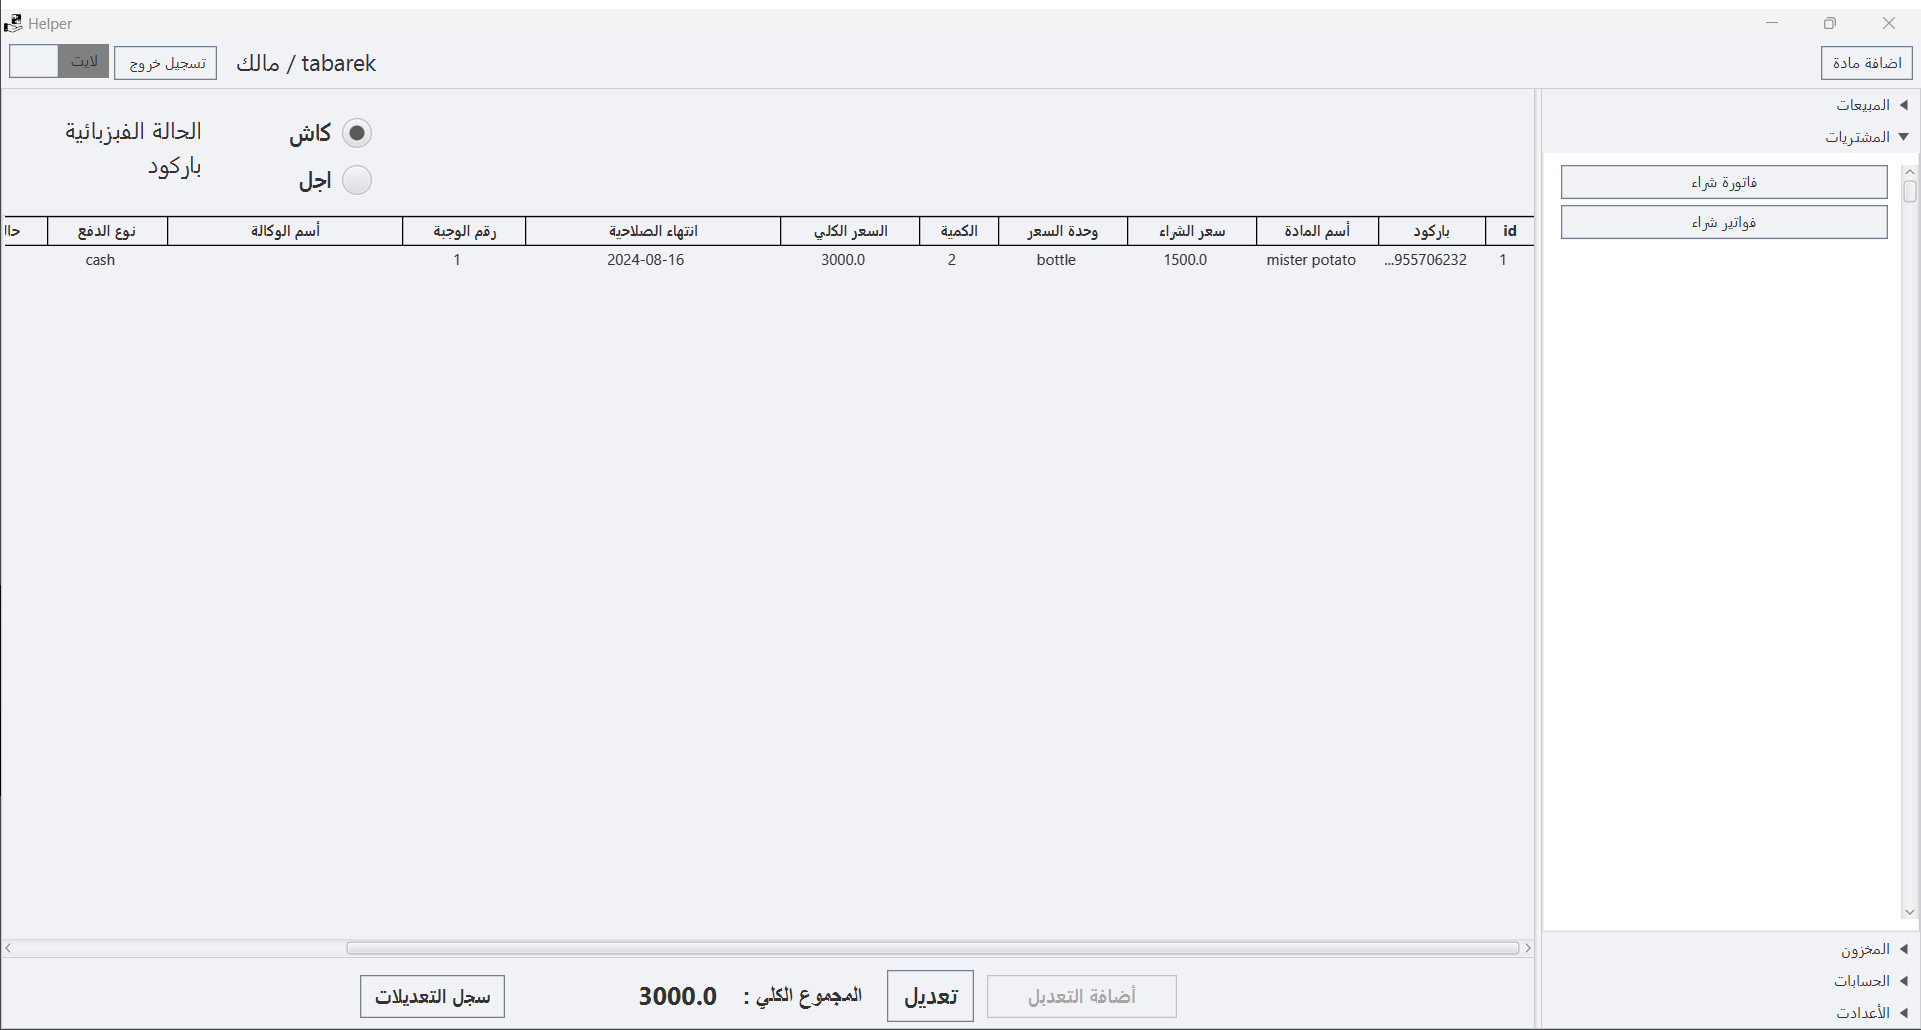 Helper
اضافة مادة
tabarek / مالك
تسجيل خروج
لايت
المبيعات
المشتريات
فاتورة شراء
فواتير شراء
المخزون
الحسابات
الأعدادت
كاش
اجل
الحالة الفيزيائية
باركود
id باركود أسم المادة سعر الشراء وحدة السعر الكمية السعر الكلي انتهاء الصلاحية رقم الوجبة أسم الوكالة نوع الدفع
1 955706232... mister potato 1500.0 bottle 2 3000.0 2024-08-16 1 cash
أضافة التعديل
تعديل
المجموع الكلي : 3000.0
سجل التعديلات